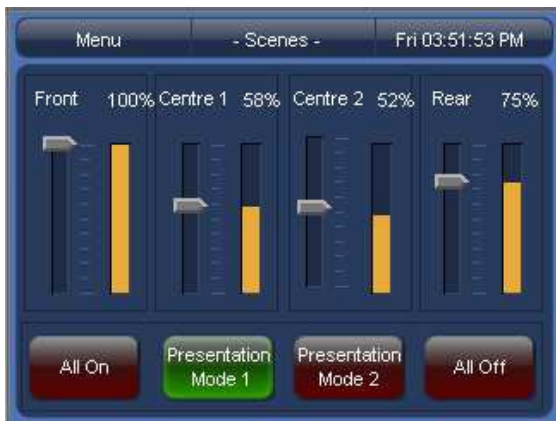 Menu - Scenes - Fri 03:51:53 PM
Front 100% Centre 1 58% Centre 2 52% Rear 75%
All On
Presentation
Mode 1
Presentation
Mode 2
All Off